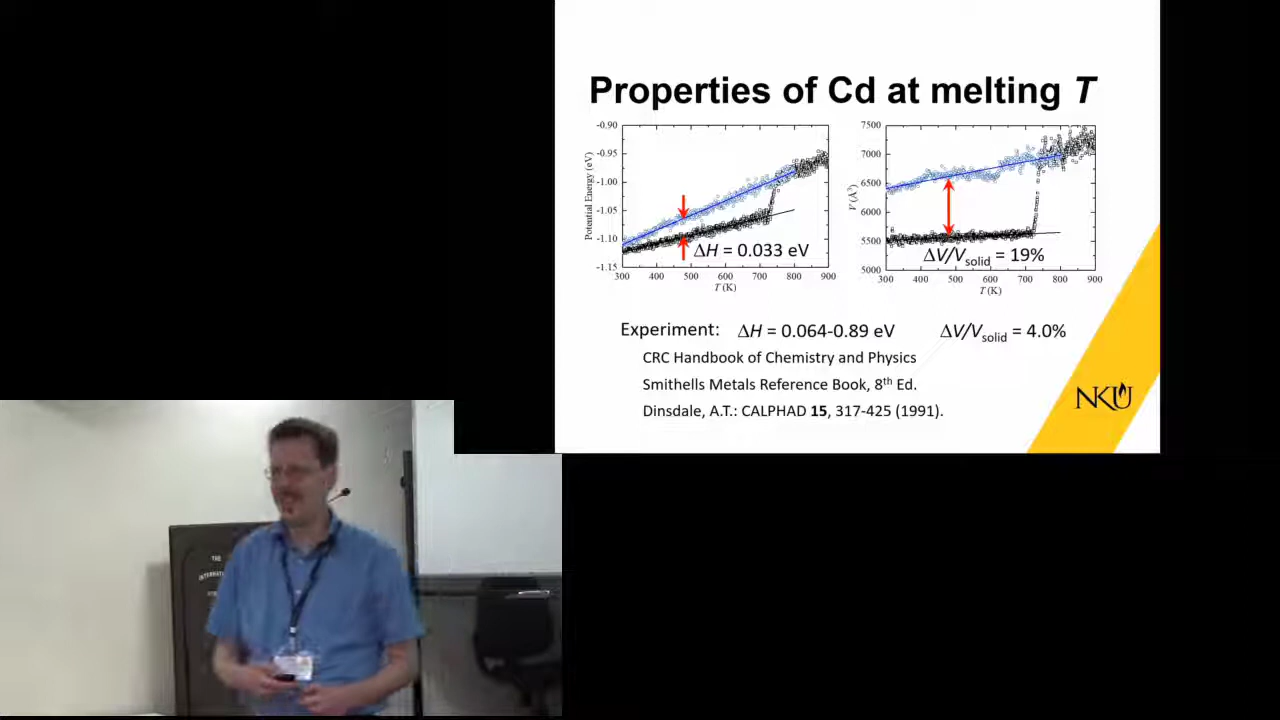 Properties of Cd at melting T
-0.90
-0.95
-1.00
-1.05
-1.10
-1.15
Potential Energy (eV)
300 400 500 600 700 800 900
T (K)
ΔH = 0.033 eV
7500
7000
6500
6000
5500
5000
V (Å³)
300 400 500 600 700 800 900
T (K)
ΔV/Vsolid = 19%
Experiment: ΔH = 0.064-0.89 eV ΔV/Vsolid = 4.0%
CRC Handbook of Chemistry and Physics
Smithells Metals Reference Book, 8th Ed.
Dinsdale, A.T.: CALPHAD 15, 317-425 (1991).
NKU
THE